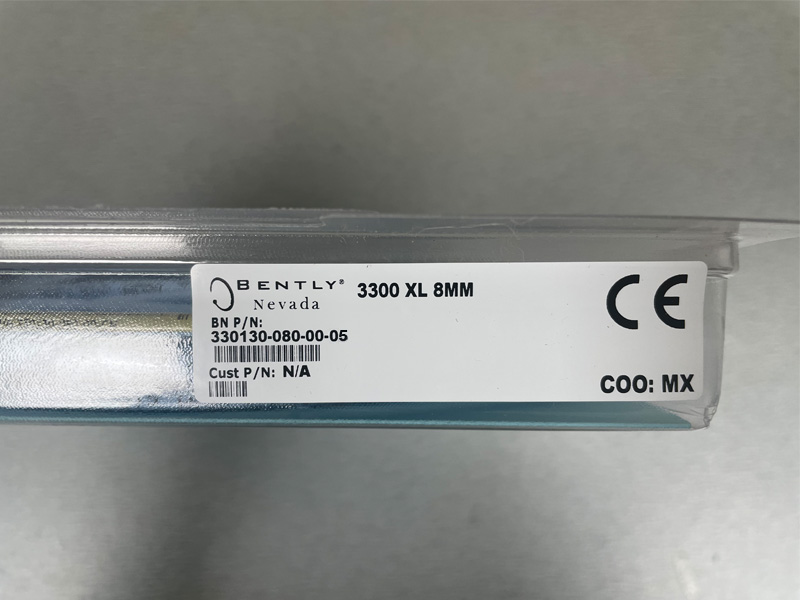 BENTLY® 3300 XL 8MM
Nevada
BN P/N:
330130-080-00-05
Cust P/N: N/A
CE
COO: MX